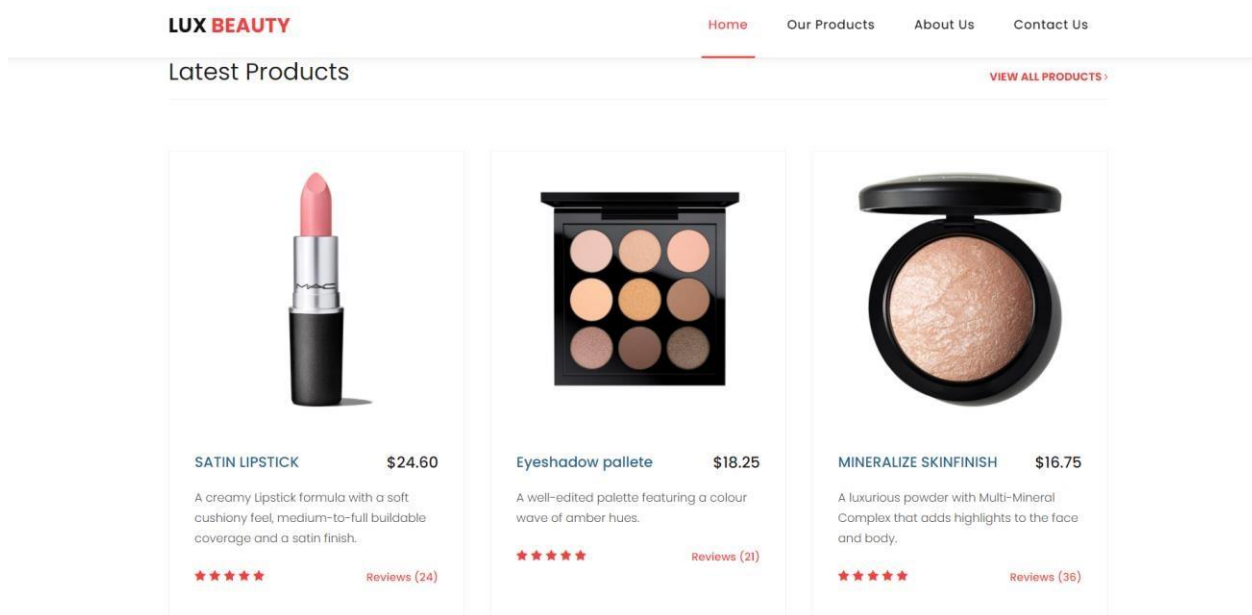 LUX BEAUTY
Home Our Products About Us Contact Us
Latest Products
VIEW ALL PRODUCTS ›
MAC
SATIN LIPSTICK $24.60
A creamy Lipstick formula with a soft
cushiony feel, medium-to-full buildable
coverage and a satin finish.
Reviews (24)
Eyeshadow pallete $18.25
A well-edited palette featuring a colour
wave of amber hues.
Reviews (21)
MINERALIZE SKINFINISH $16.75
A luxurious powder with Multi-Mineral
Complex that adds highlights to the face
and body.
Reviews (36)